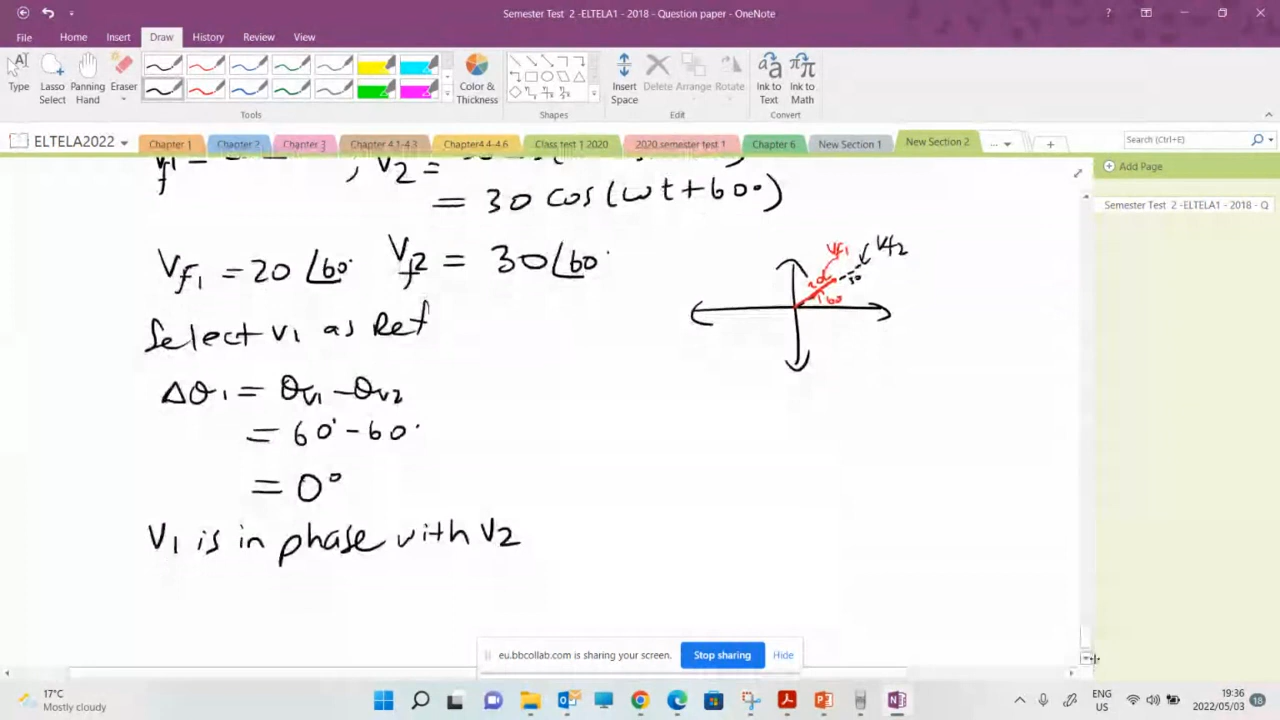 Semester Test 2 -ELTELA1 - 2018 - Question paper - OneNote
File Home Insert Draw History Review View
Type Lasso Select Panning Hand Eraser Color & Thickness Insert Space Delete Arrange Rotate Ink to Text Ink to Math
Tools Shapes Edit Convert
ELTELA2022 Chapter 1 Chapter 2 Chapter 3 Chapter 4.1-4.3 Chapter4.4-4.6 Class test 1 2020 2020 semester test 1 Chapter 6 New Section 1 New Section 2 ... + Search (Ctrl+E)
Add Page
Semester Test 2 -ELTELA1 - 2018 - Q
, V2 =
= 30 cos(ωt+60°)
Vf1 = 20 ∠60° Vf2 = 30∠60°
Vf1 Vf2
20 30
60
Select V1 as Ref
Δθ1 = θv1 - θv2
= 60° - 60°
= 0°
V1 is in phase with V2
eu.bbcollab.com is sharing your screen. Stop sharing Hide
17°C
Mostly cloudy
ENG
US
19:36
2022/05/03
18